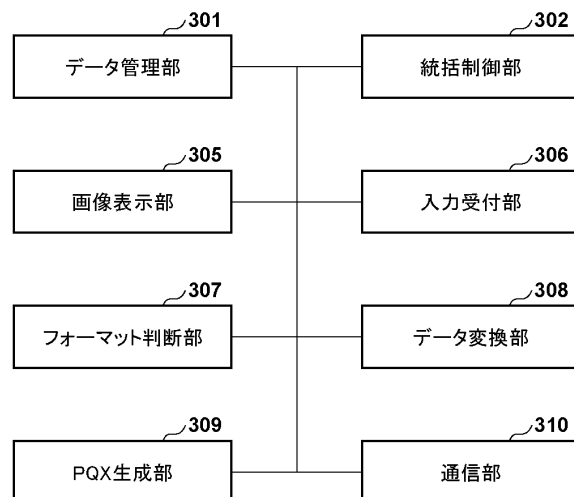 301
データ管理部
302
統括制御部
305
画像表示部
306
入力受付部
307
フォーマット判断部
308
データ変換部
309
PQX生成部
310
通信部